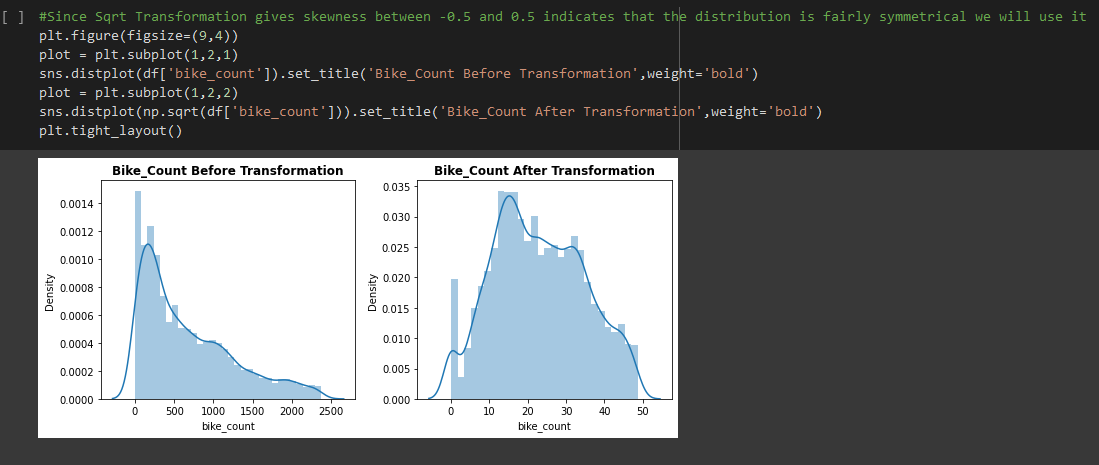 [ ] #Since Sqrt Transformation gives skewness between -0.5 and 0.5 indicates that the distribution is fairly symmetrical we will use it
plt.figure(figsize=(9,4))
plot = plt.subplot(1,2,1)
sns.distplot(df['bike_count']).set_title('Bike_Count Before Transformation',weight='bold')
plot = plt.subplot(1,2,2)
sns.distplot(np.sqrt(df['bike_count'])).set_title('Bike_Count After Transformation',weight='bold')
plt.tight_layout()
Bike_Count Before Transformation
0.0014
0.0012
0.0010
0.0008
0.0006
0.0004
0.0002
0.0000
Density
0 500 1000 1500 2000 2500
bike_count
Bike_Count After Transformation
0.035
0.030
0.025
0.020
0.015
0.010
0.005
0.000
Density
0 10 20 30 40 50
bike_count